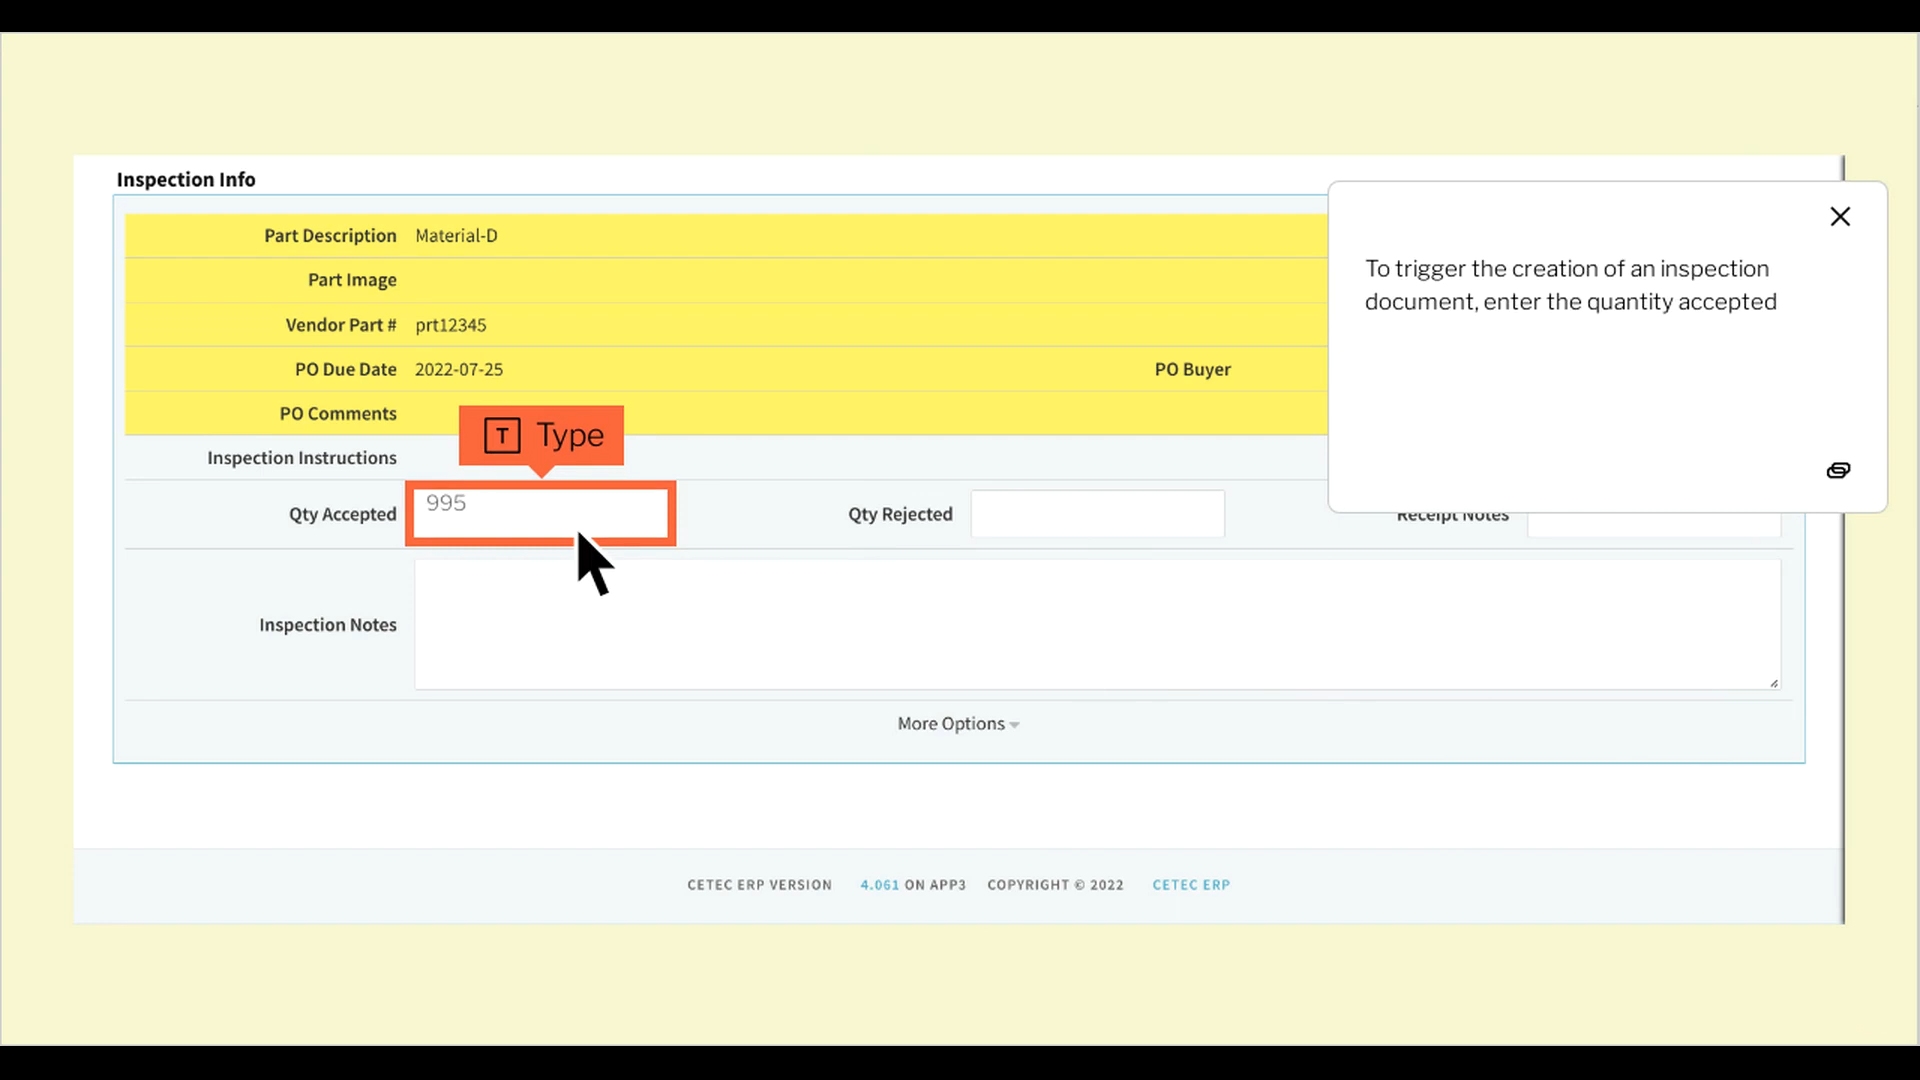 Inspection Info
Part Description Material-D
Part Image
Vendor Part # prt12345
PO Due Date 2022-07-25 PO Buyer
PO Comments
T Type
Inspection Instructions
Qty Accepted 995 Qty Rejected Receipt Notes
Inspection Notes
More Options
To trigger the creation of an inspection
document, enter the quantity accepted
CETEC ERP VERSION 4.061 ON APP3 COPYRIGHT © 2022 CETEC ERP